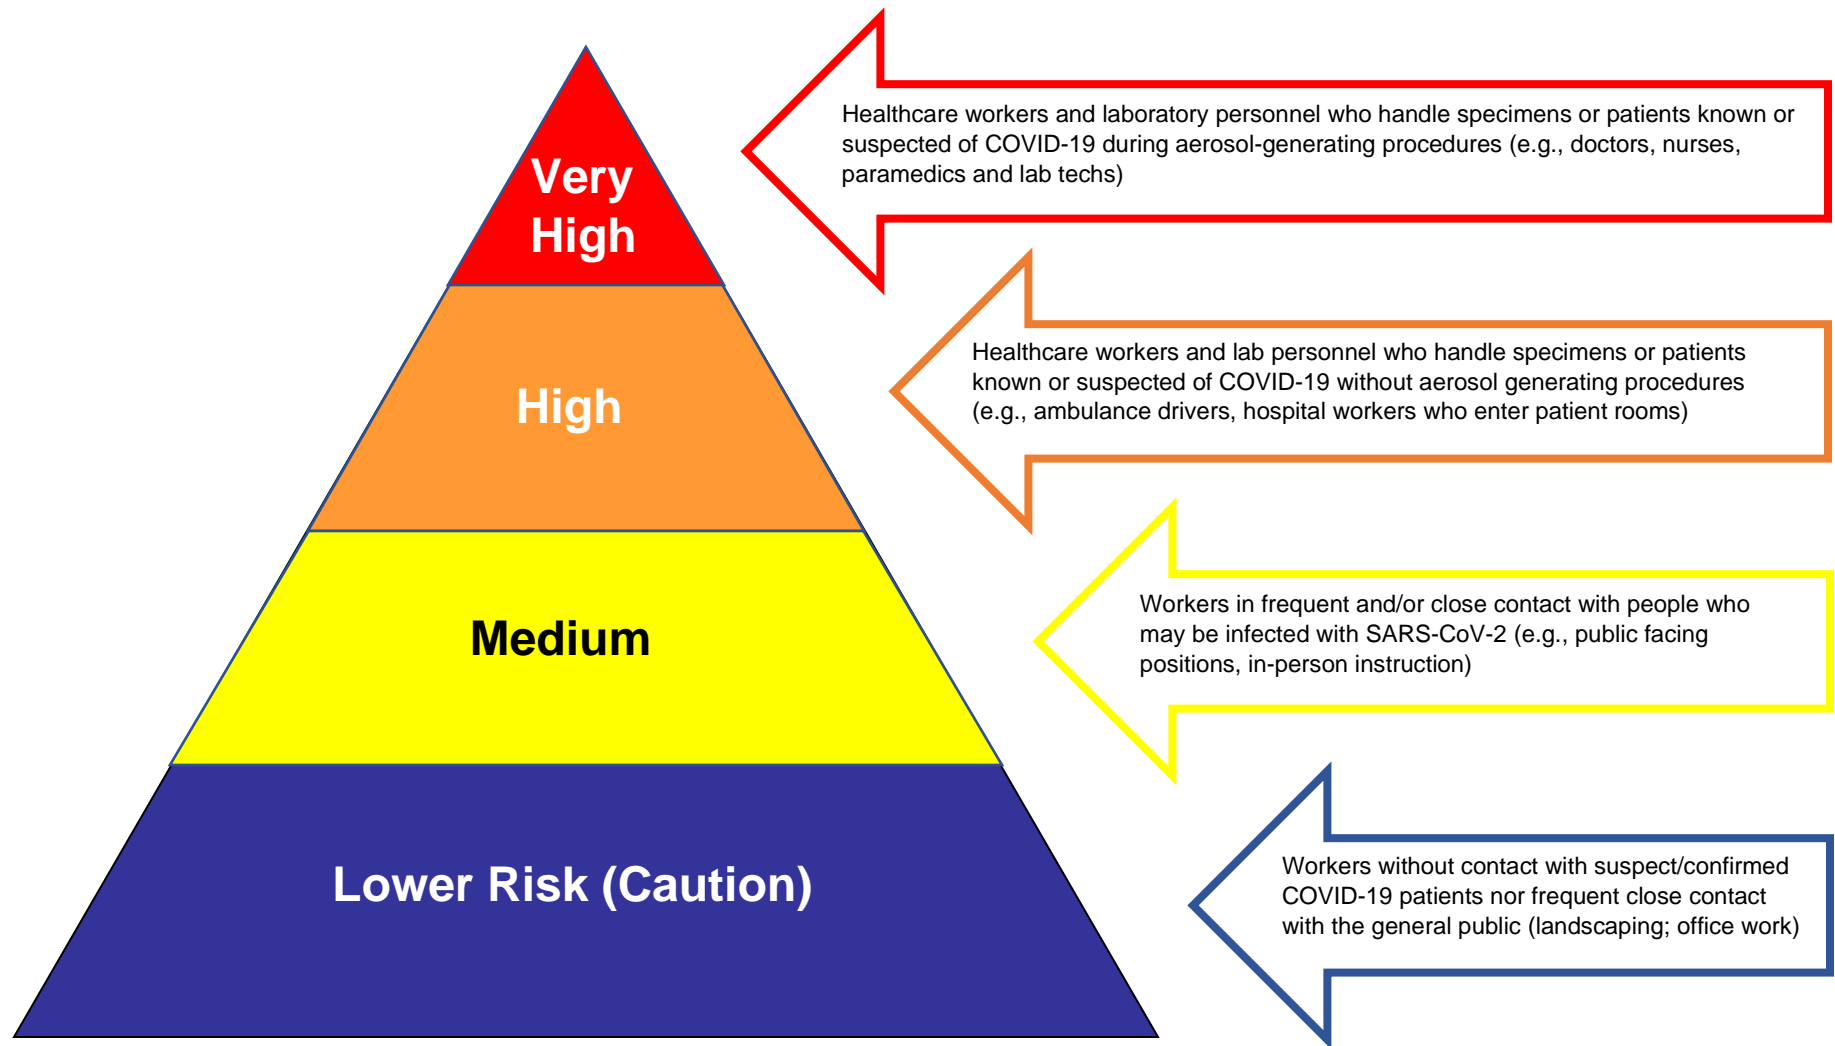 Very
High
Healthcare workers and laboratory personnel who handle specimens or patients known or
suspected of COVID-19 during aerosol-generating procedures (e.g., doctors, nurses,
paramedics and lab techs)
High
Healthcare workers and lab personnel who handle specimens or patients
known or suspected of COVID-19 without aerosol generating procedures
(e.g., ambulance drivers, hospital workers who enter patient rooms)
Medium
Workers in frequent and/or close contact with people who
may be infected with SARS-CoV-2 (e.g., public facing
positions, in-person instruction)
Lower Risk (Caution)
Workers without contact with suspect/confirmed
COVID-19 patients nor frequent close contact
with the general public (landscaping; office work)